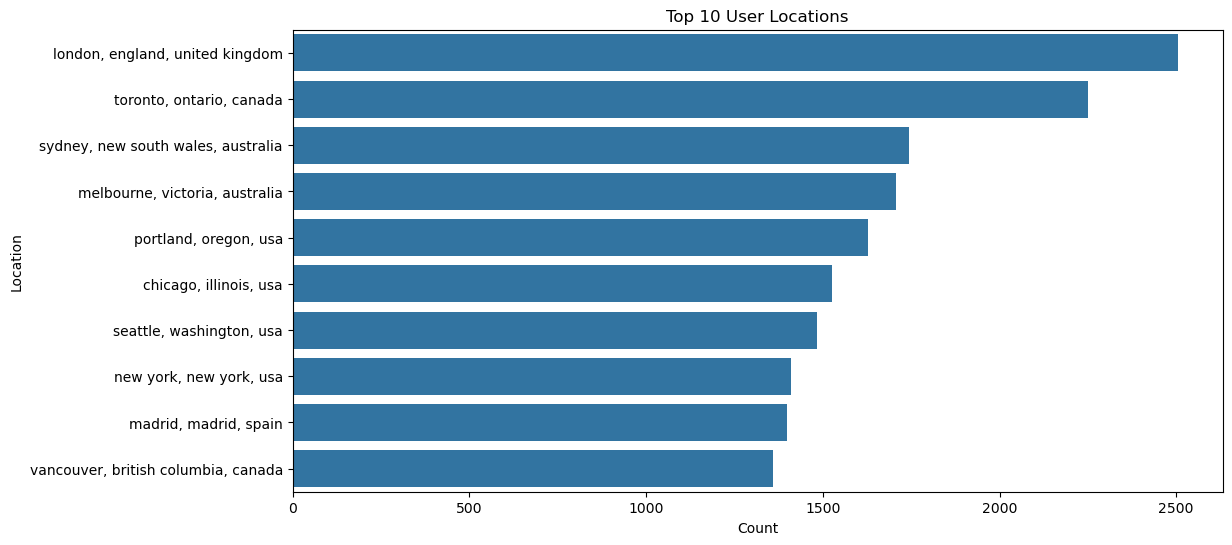 Top 10 User Locations
Location
london, england, united kingdom
toronto, ontario, canada
sydney, new south wales, australia
melbourne, victoria, australia
portland, oregon, usa
chicago, illinois, usa
seattle, washington, usa
new york, new york, usa
madrid, madrid, spain
vancouver, british columbia, canada
0 500 1000 1500 2000 2500
Count